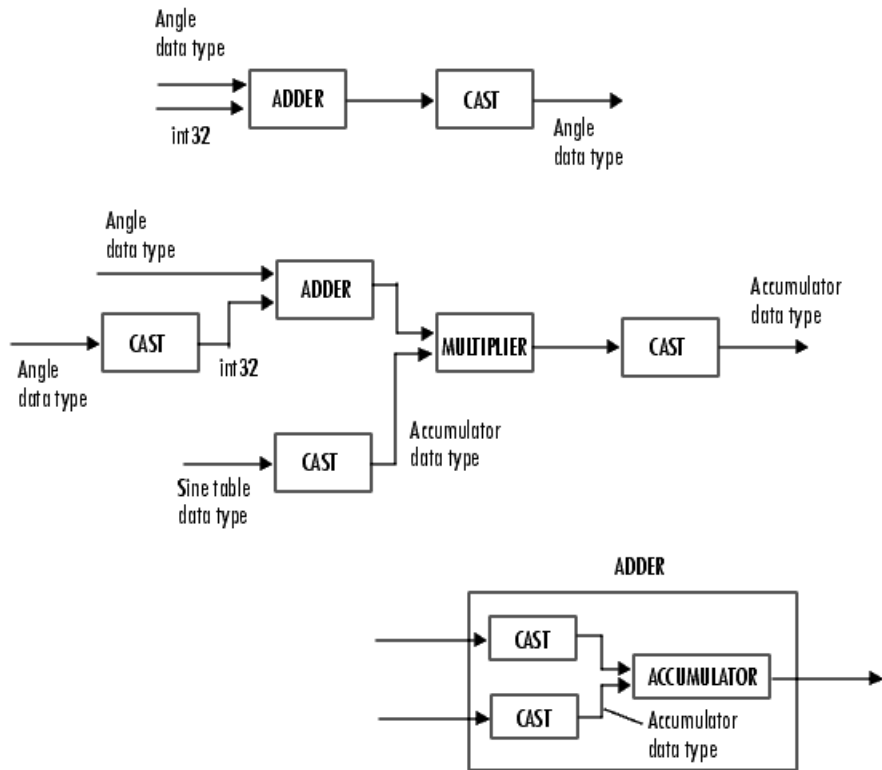 Angle
data type
ADDER
CAST
int32
Angle
data type
Angle
data type
ADDER
Accumulator
data type
CAST
MULTIPLIER
CAST
int32
Angle
data type
Accumulator
data type
CAST
Sine table
data type
ADDER
CAST
ACCUMULATOR
CAST
Accumulator
data type